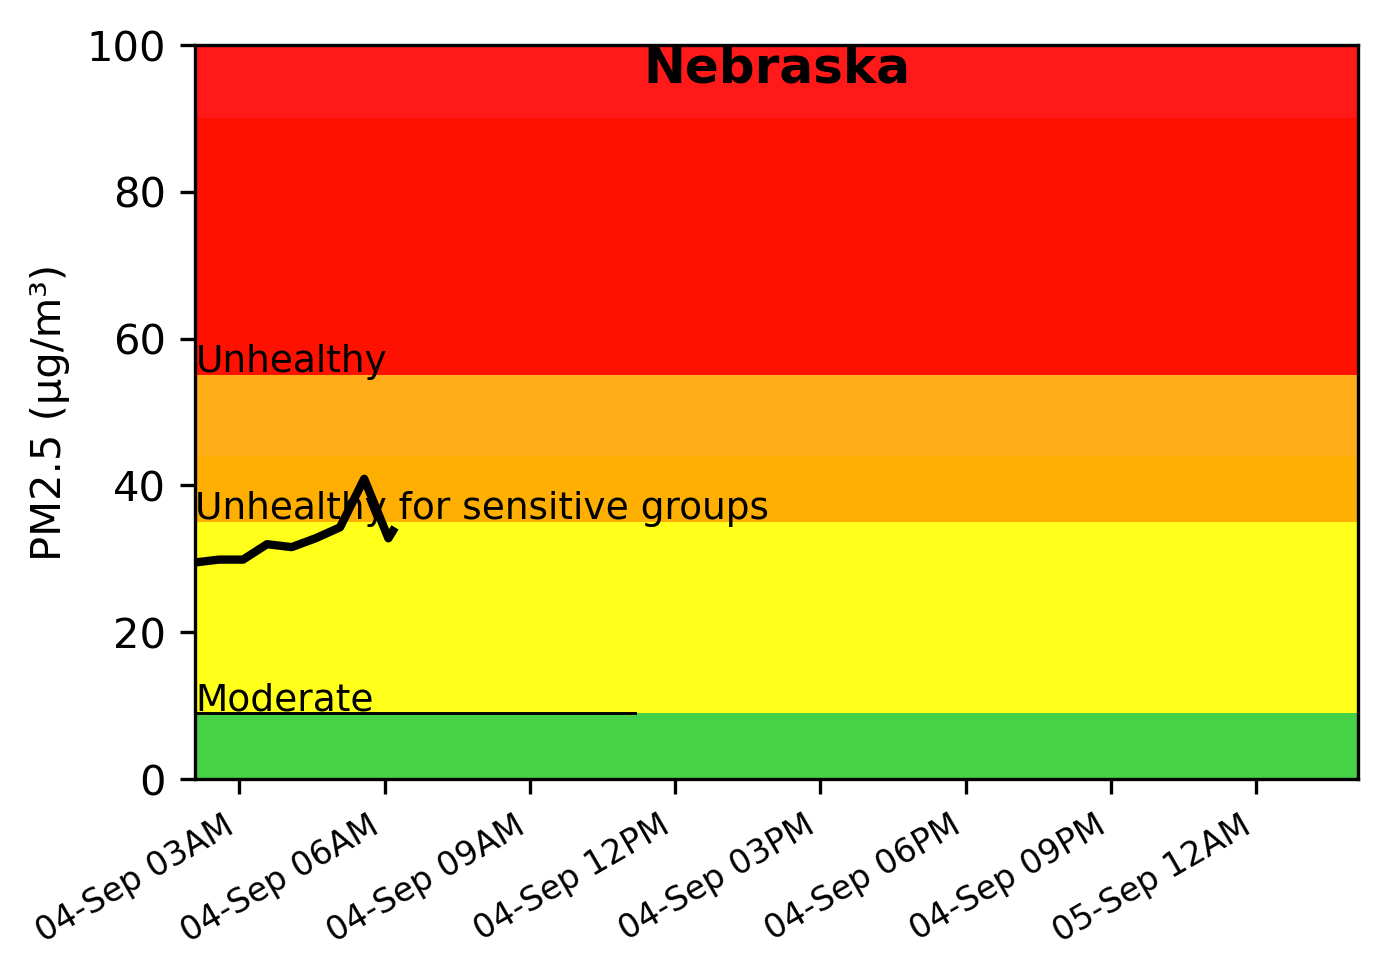 Nebraska
PM2.5 (µg/m³)
100
80
60
40
20
0
Unhealthy
Unhealthy for sensitive groups
Moderate
04-Sep 03AM
04-Sep 06AM
04-Sep 09AM
04-Sep 12PM
04-Sep 03PM
04-Sep 06PM
04-Sep 09PM
05-Sep 12AM